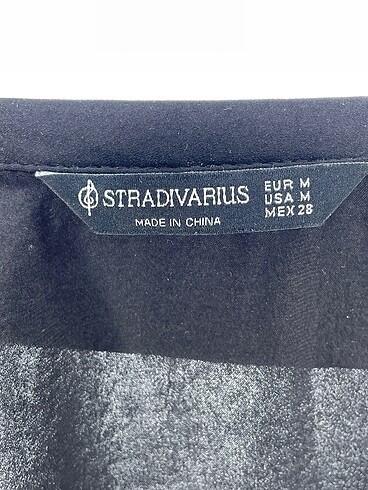 STRADIVARIUS
MADE IN CHINA
EUR M
USA M
MEX 28